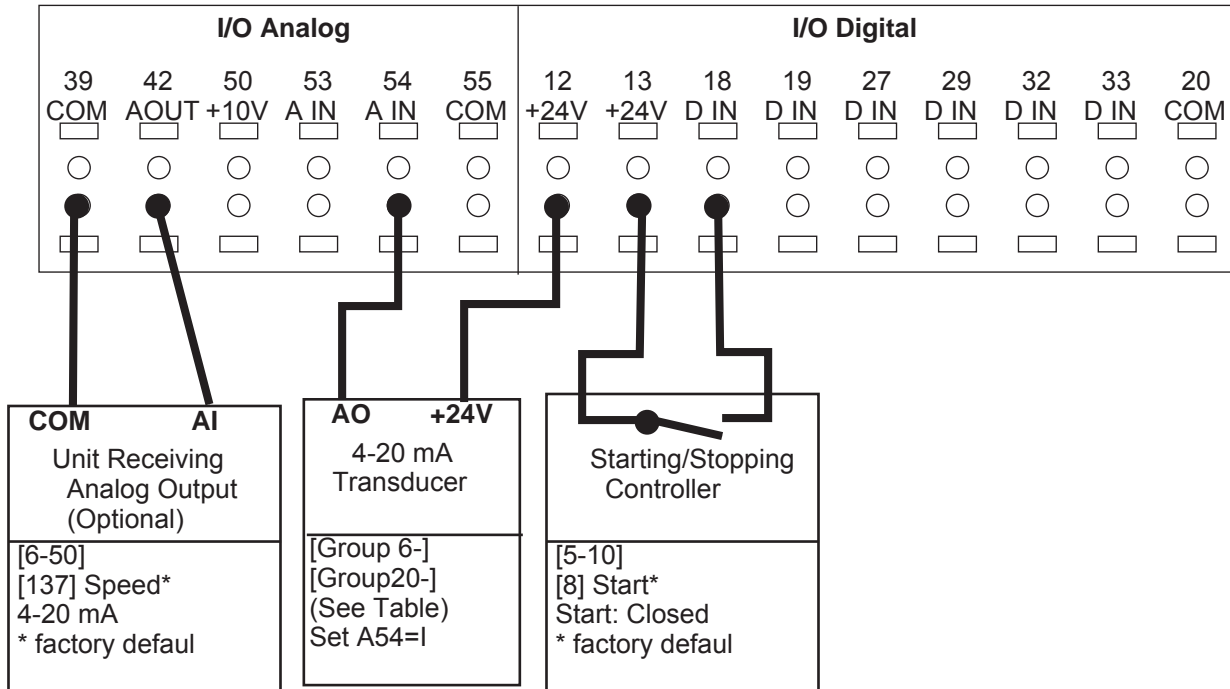 I/O Analog
I/O Digital
39 42 50 53 54 55 12 13 18 19 27 29 32 33 20
COM AOUT +10V A IN A IN COM +24V +24V D IN D IN D IN D IN D IN D IN COM
COM AI
Unit Receiving
Analog Output
(Optional)
[6-50]
[137] Speed*
4-20 mA
* factory defaul
AO +24V
4-20 mA
Transducer
[Group 6-]
[Group20-]
(See Table)
Set A54=I
Starting/Stopping
Controller
[5-10]
[8] Start*
Start: Closed
* factory defaul